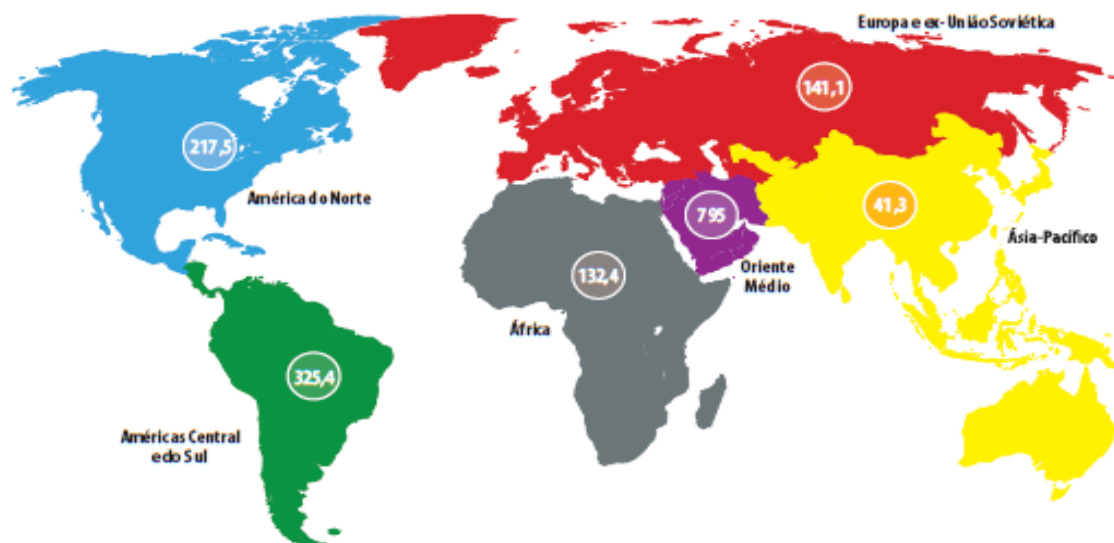 Europa e ex- União Soviética
141,1
217,5
América do Norte
795
41,3
Ásia-Pacífico
Oriente
Médio
132,4
África
325,4
Américas Central
e do Sul